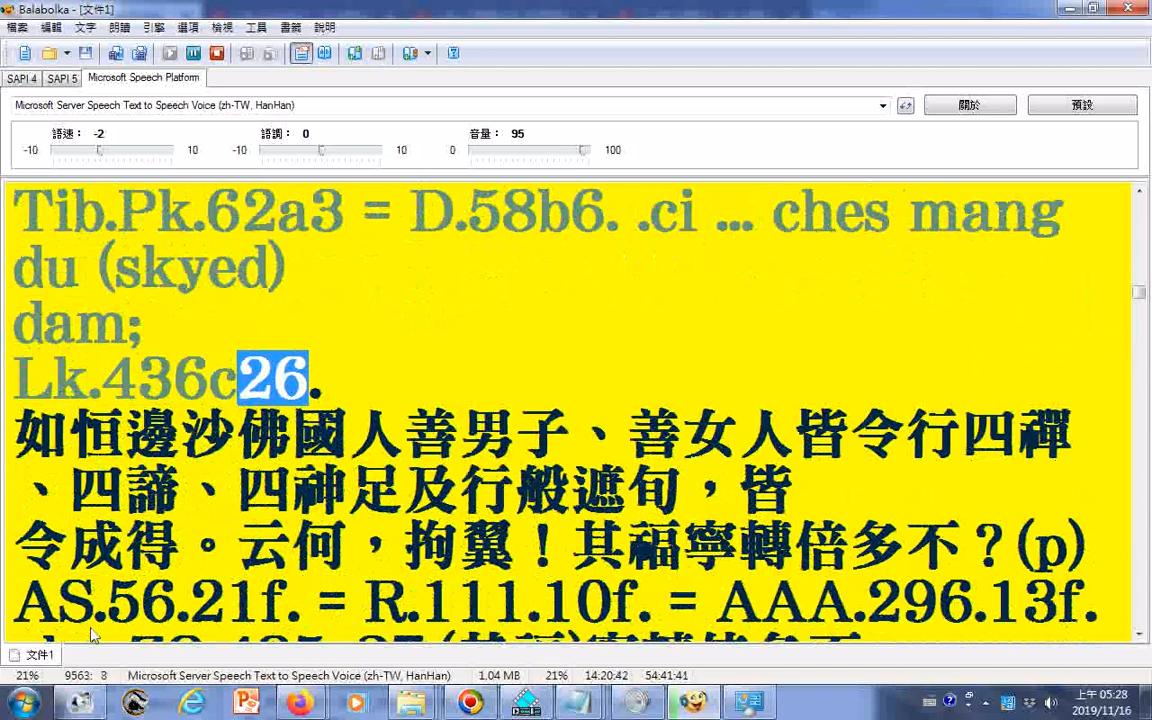 Balabolka - [文件1]
檔案 編輯 文字 朗讀 引擎 選項 檢視 工具 書籤 說明
SAPI 4 SAPI 5 Microsoft Speech Platform
Microsoft Server Speech Text to Speech Voice (zh-TW, HanHan) 關於 預設
語速： -2 語調： 0 音量： 95
-10 10 -10 10 0 100
Tib.Pk.62a3 = D.58b6. .ci ... ches mang
du (skyed)
dam;
Lk.436c26.
如恒邊沙佛國人善男子、善女人皆令行四禪
、四諦、四神足及行般遮旬，皆
令成得。云何，拘翼！其福寧轉倍多不？(p)
AS.56.21f. = R.111.10f. = AAA.296.13f.
文件1
21% 9563: 8 Microsoft Server Speech Text to Speech Voice (zh-TW, HanHan) 1.04 MB 21% 14:20:42 54:41:41
上午 05:28
2019/11/16